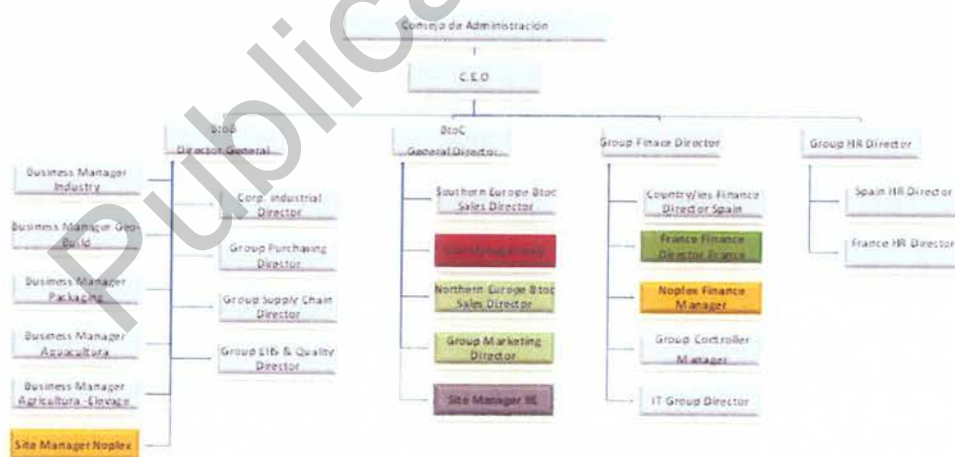 Consejo de Administración
C.E.O
BtoB
Director General
BtoC
General Director
Group Finace Director
Group HR Director
Business Manager
Industry
Business Manager Geo-
Build
Business Manager
Packaging
Business Manager
Aquacultura
Business Manager
Agricultura -Elevage
Site Manager Noplex
Corp. industrial
Director
Group Purchasing
Director
Group Supply Chain
Director
Group EHS & Quality
Director
Southern Europe Btoc
Sales Director
Northern Europe Btoc
Sales Director
Group Marketing
Director
Site Manager BE
Country/ies Finance
Director Spain
France Finance
Director France
Noplex Finance
Manager
Group Controller
Manager
IT Group Director
Spain HR Director
France HR Director
Publica